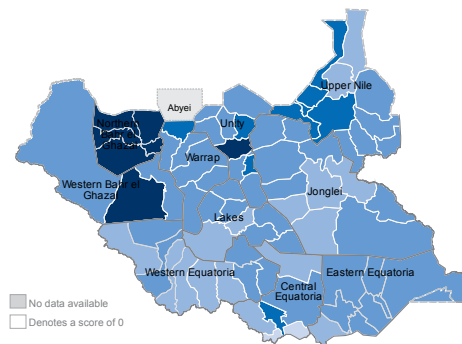 Upper Nile
Abyei
Northern
Bahr el
Ghazal
Unity
Warrap
Western Bahr el
Ghazal
Jonglei
Lakes
Western Equatoria
Central
Equatoria
Eastern Equatoria
No data available
Denotes a score of 0